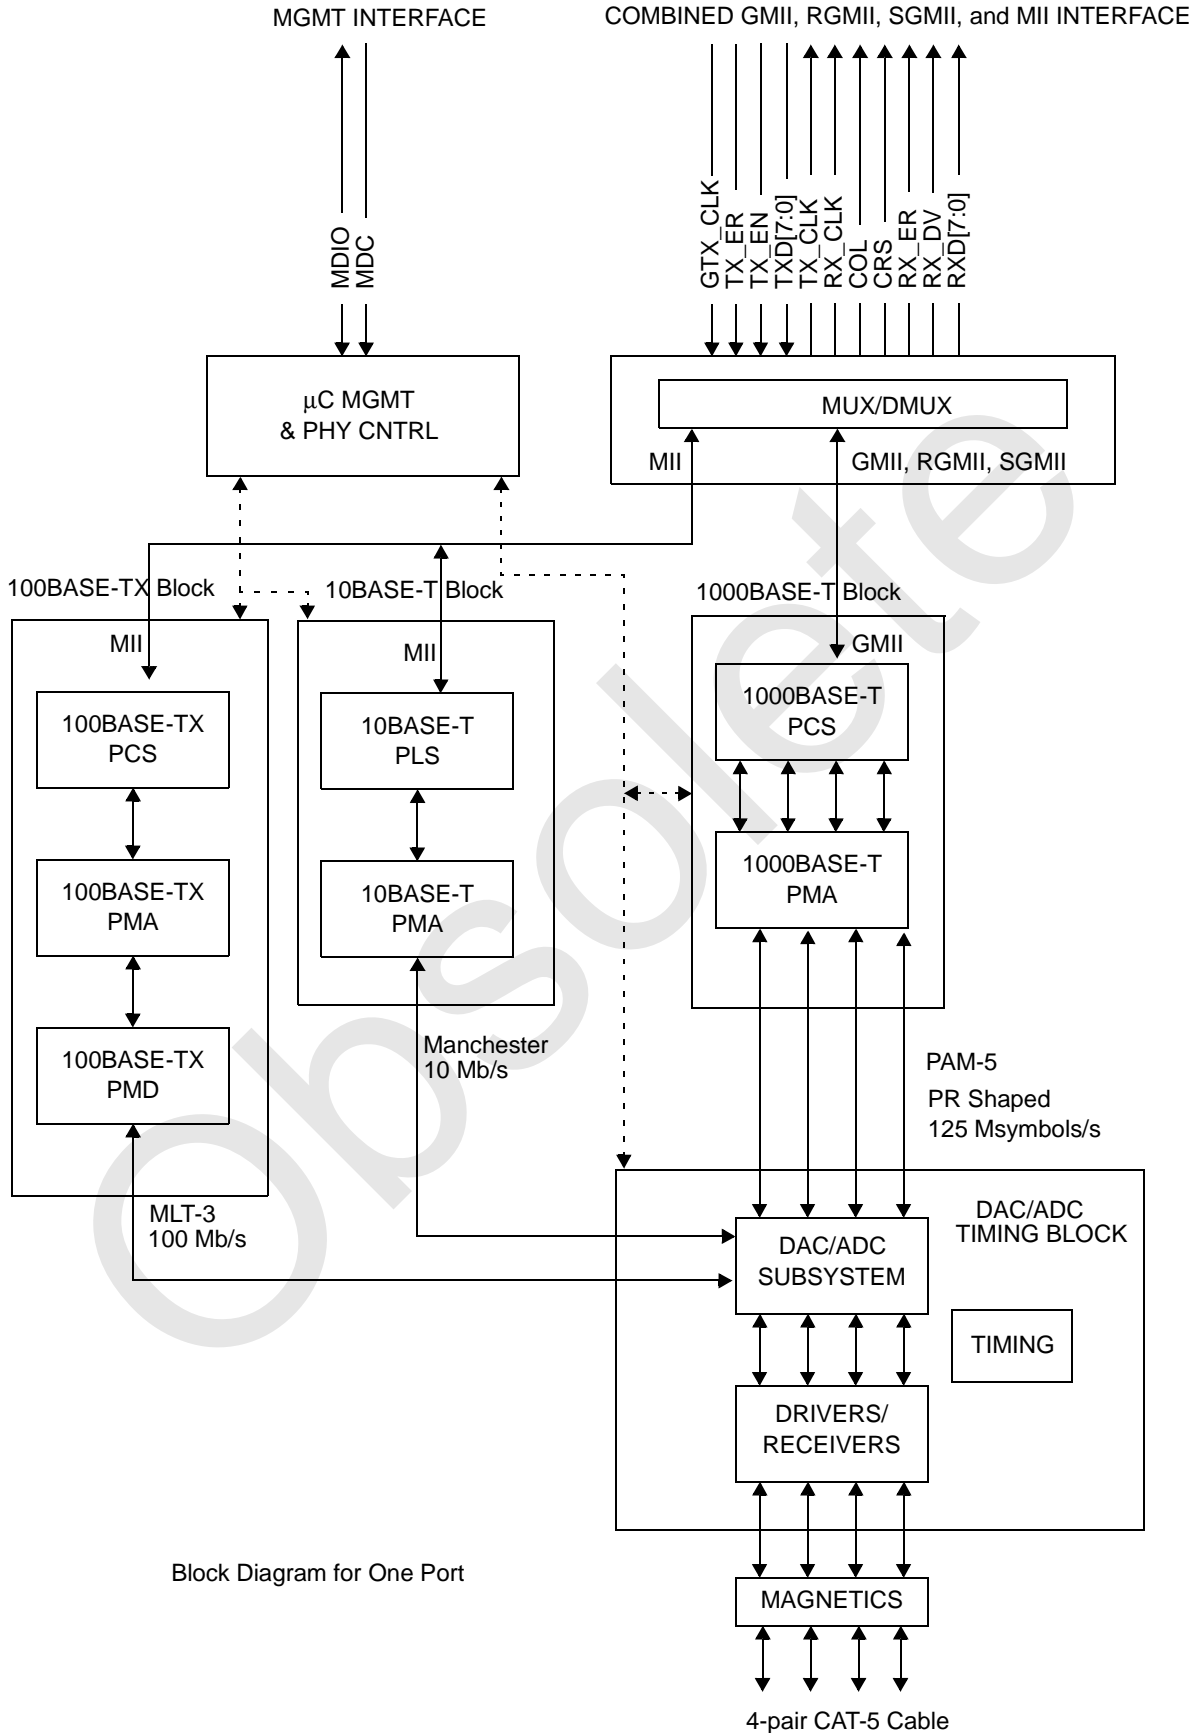 MGMT INTERFACE
COMBINED GMII, RGMII, SGMII, and MII INTERFACE
MDIO
MDC
GTX_CLK
TX_ER
TX_EN
TXD[7:0]
TX_CLK
RX_CLK
COL
CRS
RX_ER
RX_DV
RXD[7:0]
µC MGMT
& PHY CNTRL
MUX/DMUX
MII
GMII, RGMII, SGMII
100BASE-TX Block
10BASE-T Block
1000BASE-T Block
MII
MII
GMII
100BASE-TX
PCS
10BASE-T
PLS
1000BASE-T
PCS
100BASE-TX
PMA
10BASE-T
PMA
1000BASE-T
PMA
100BASE-TX
PMD
Manchester
10 Mb/s
PAM-5
PR Shaped
125 Msymbols/s
MLT-3
100 Mb/s
DAC/ADC
TIMING BLOCK
DAC/ADC
SUBSYSTEM
TIMING
DRIVERS/
RECEIVERS
Block Diagram for One Port
MAGNETICS
4-pair CAT-5 Cable
Obsolete